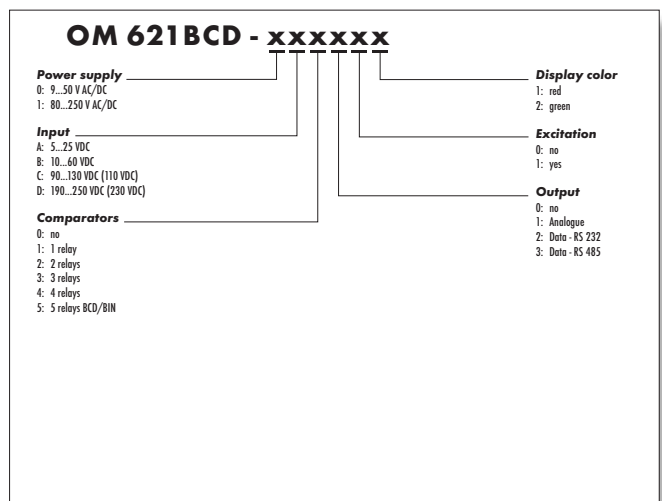 OM 621BCD - xxxxxx
Power supply
0: 9...50 V AC/DC
1: 80...250 V AC/DC
Input
A: 5...25 VDC
B: 10...60 VDC
C: 90...130 VDC (110 VDC)
D: 190...250 VDC (230 VDC)
Comparators
0: no
1: 1 relay
2: 2 relays
3: 3 relays
4: 4 relays
5: 5 relays BCD/BIN
Display color
1: red
2: green
Excitation
0: no
1: yes
Output
0: no
1: Analogue
2: Data - RS 232
3: Data - RS 485